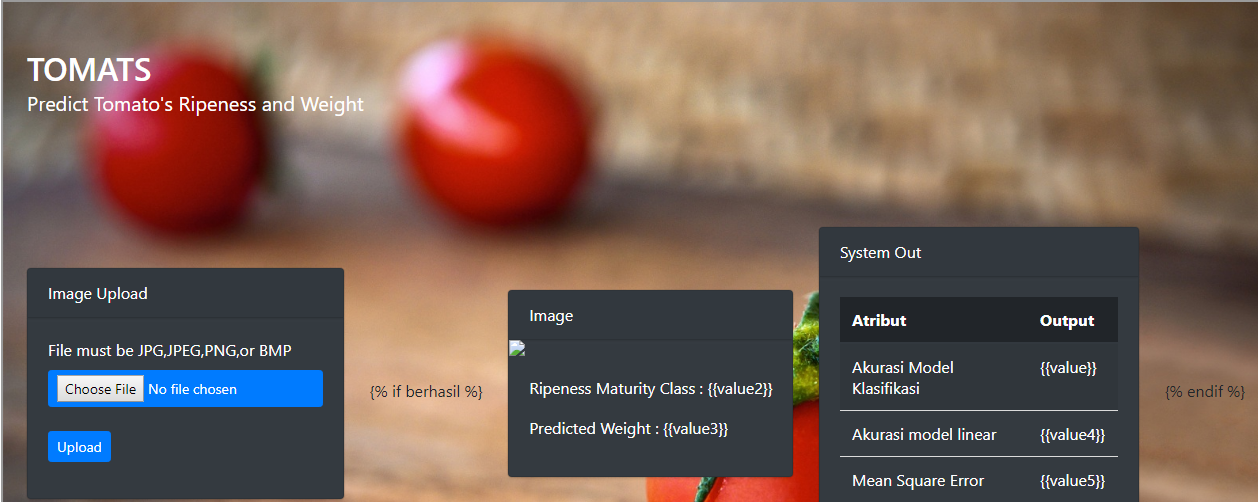 TOMATS
Predict Tomato's Ripeness and Weight
Image Upload
File must be JPG,JPEG,PNG,or BMP
Choose File No file chosen
Upload
{% if berhasil %}
Image
Ripeness Maturity Class : {{value2}}
Predicted Weight : {{value3}}
System Out
Atribut Output
Akurasi Model {{value}}
Klasifikasi
Akurasi model linear {{value4}}
Mean Square Error {{value5}}
{% endif %}